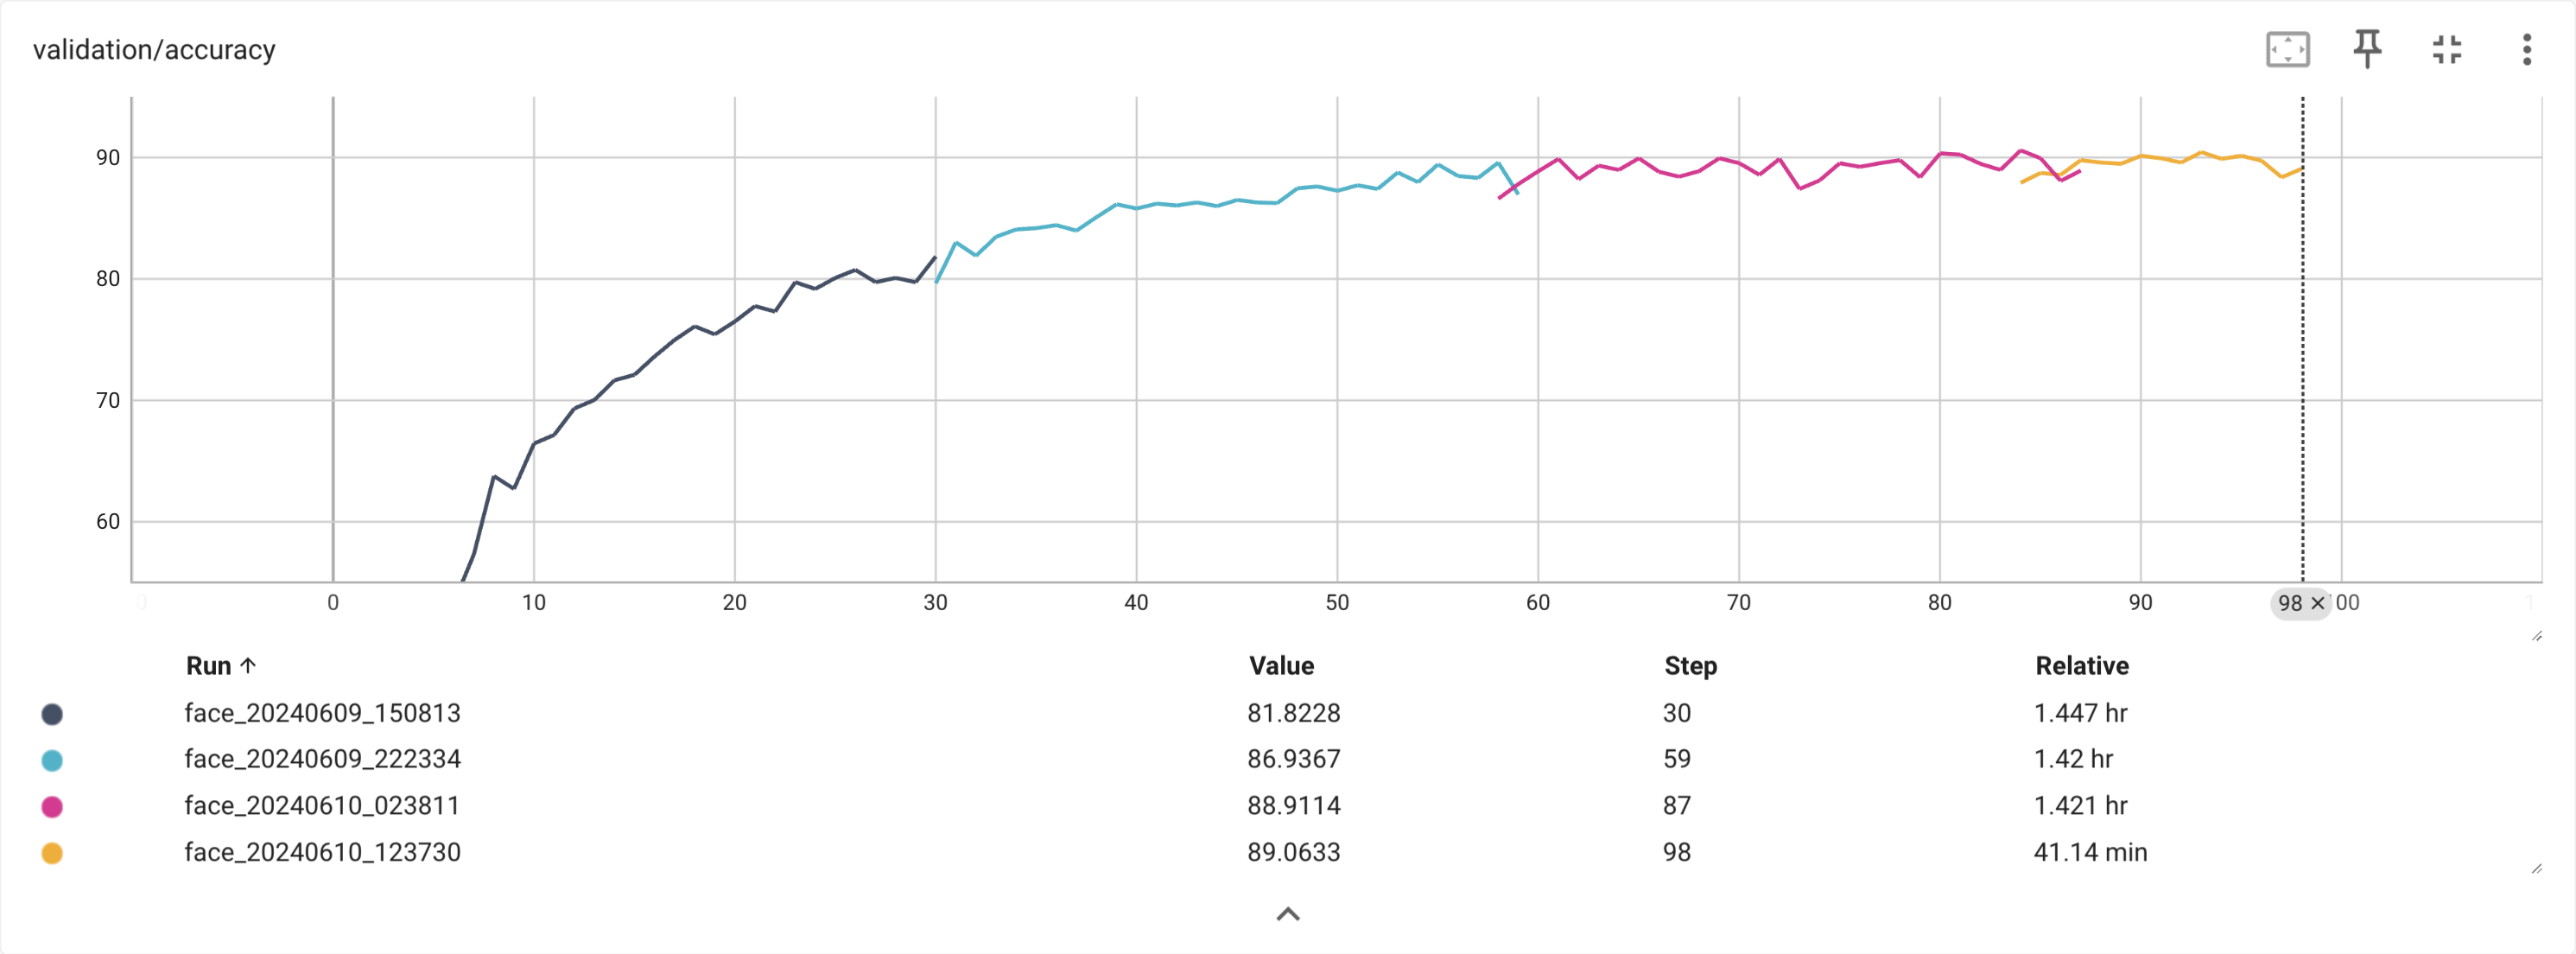 validation/accuracy
90
80
70
60
0 10 20 30 40 50 60 70 80 90 98 × 00
Run ↑ Value Step Relative
face_20240609_150813 81.8228 30 1.447 hr
face_20240609_222334 86.9367 59 1.42 hr
face_20240610_023811 88.9114 87 1.421 hr
face_20240610_123730 89.0633 98 41.14 min